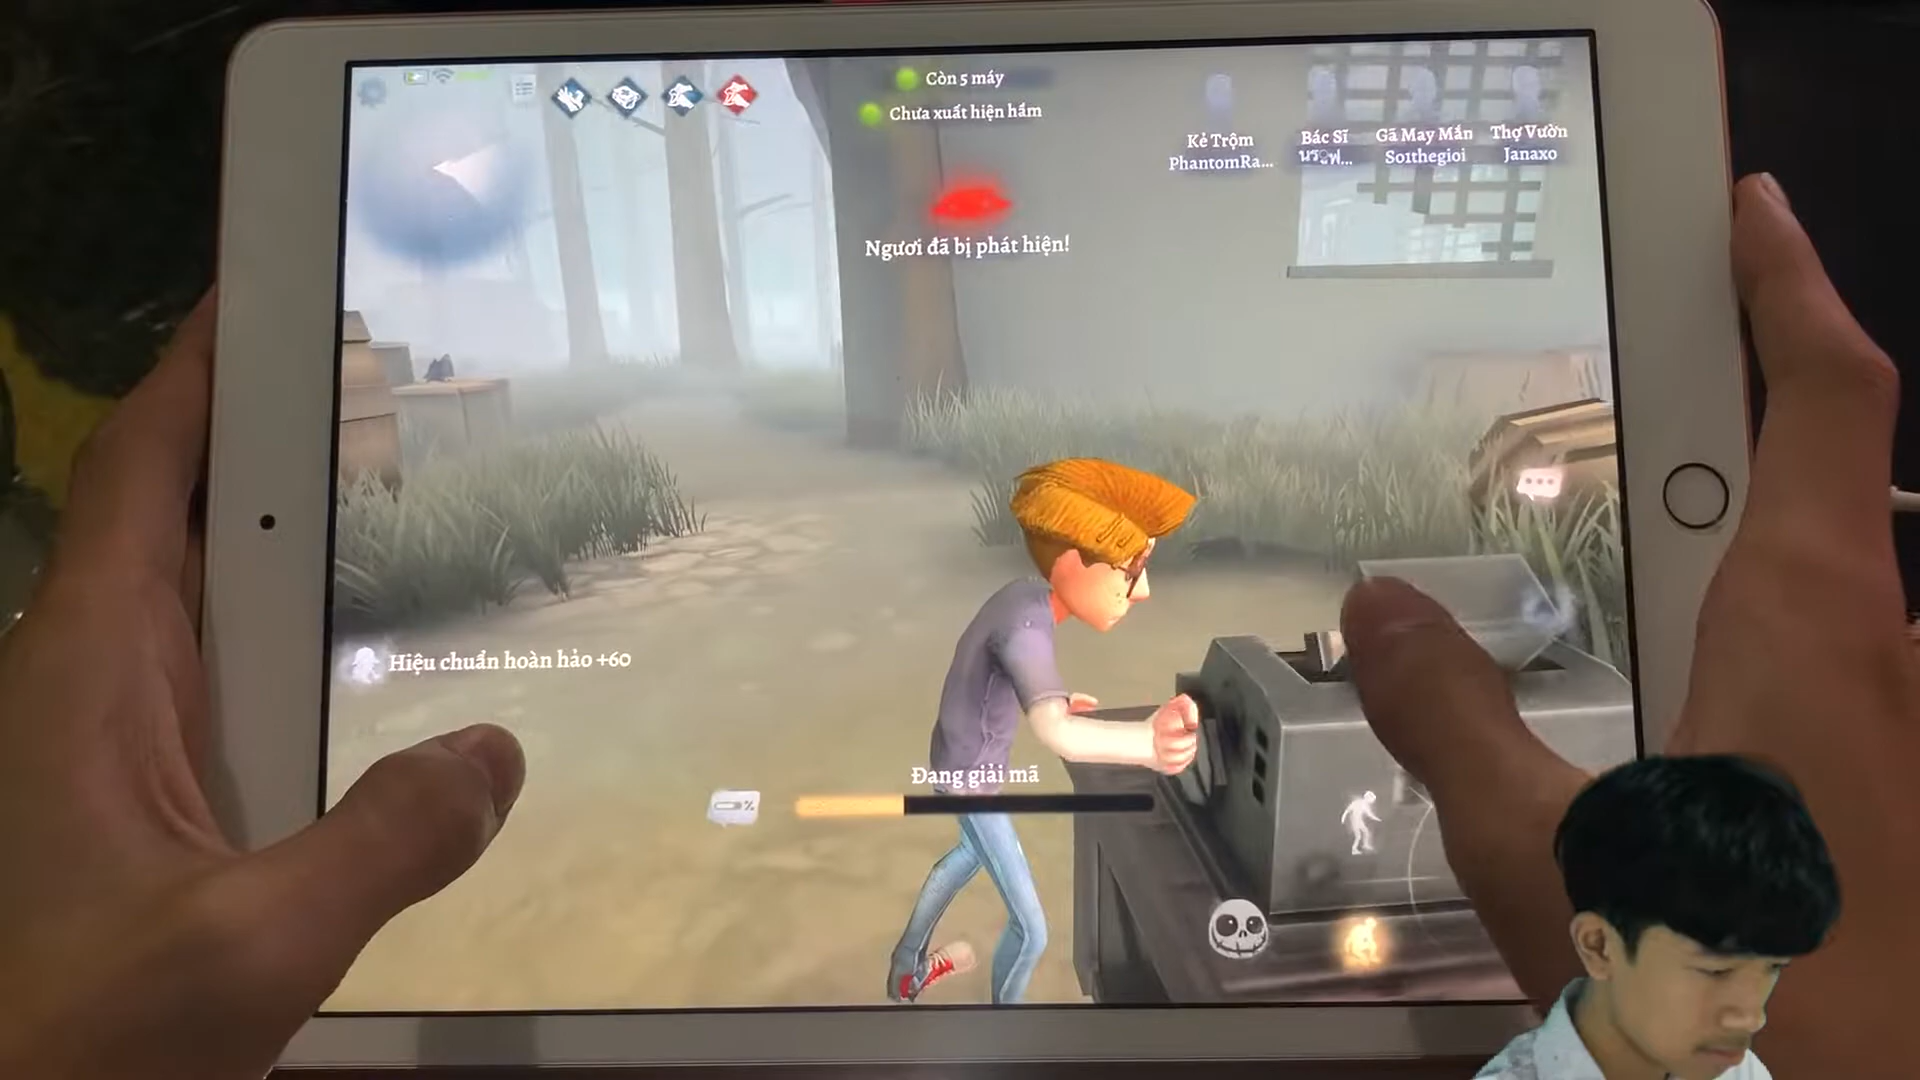 Còn 5 máy
Chưa xuất hiện hầm
Kẻ Trộm
PhantomRa...
Bác Sĩ
Gã May Mắn
So1thegioi
Thợ Vườn
Janaxo
Ngươi đã bị phát hiện!
Hiệu chuẩn hoàn hảo +60
Đang giải mã
%